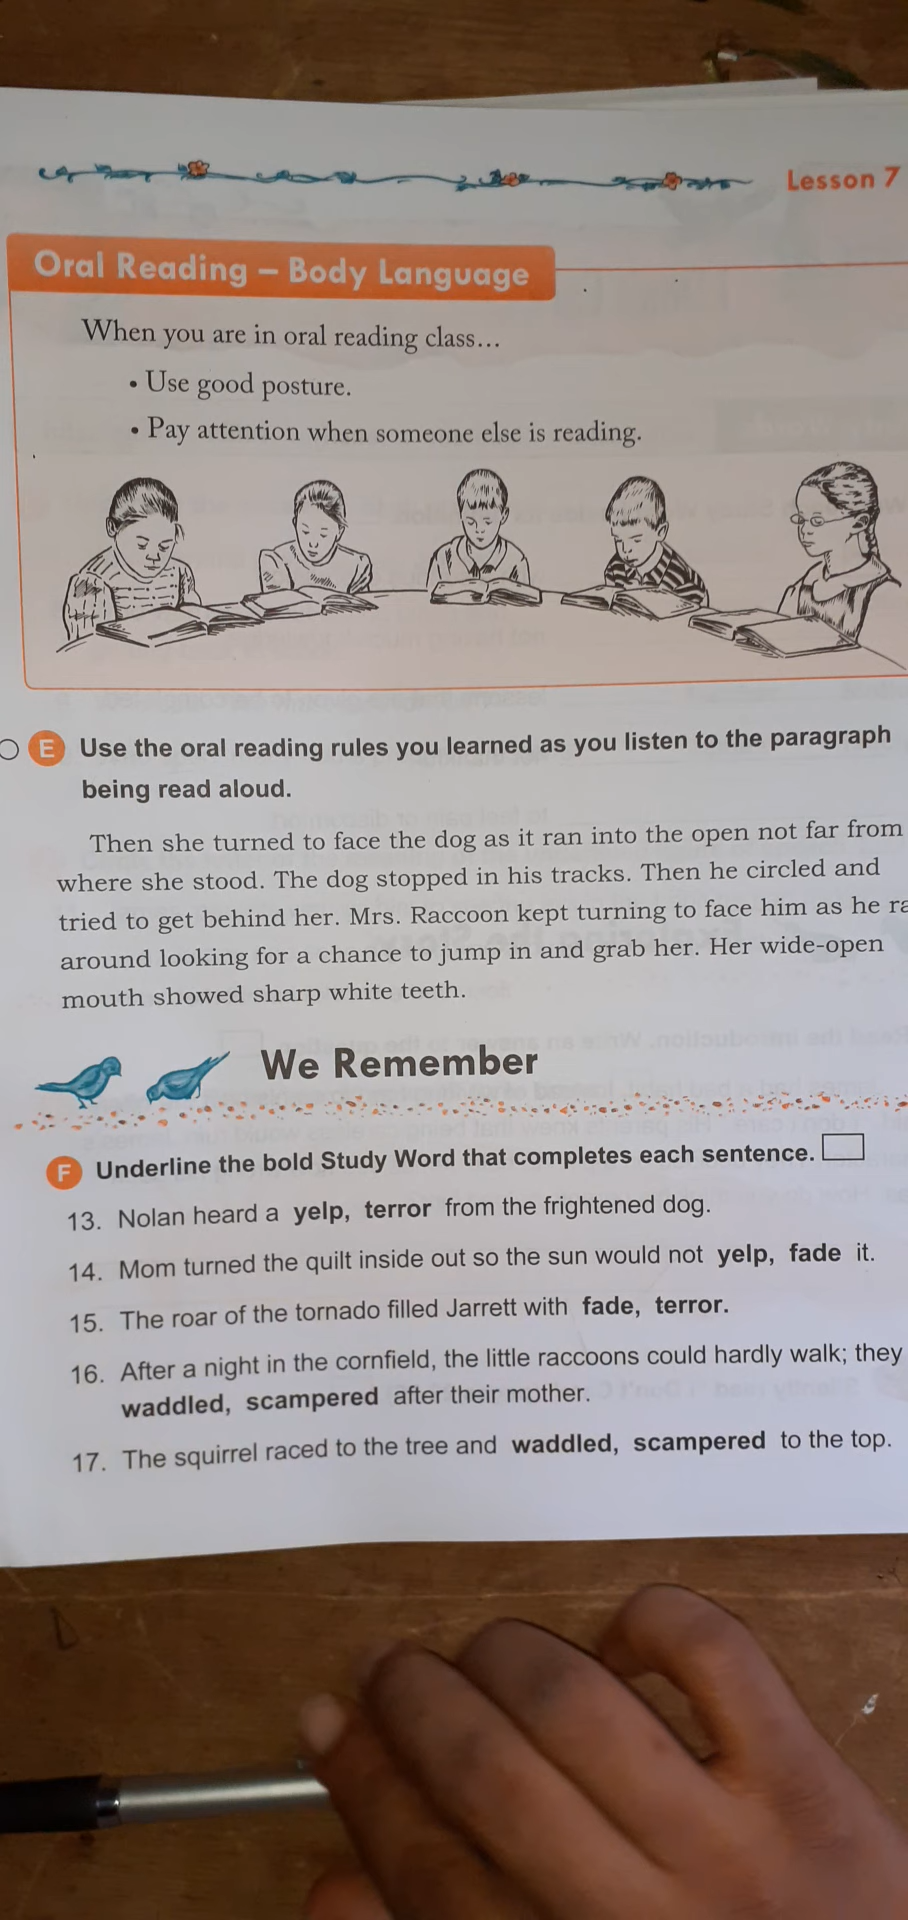 Lesson 7
Oral Reading – Body Language
When you are in oral reading class...
• Use good posture.
• Pay attention when someone else is reading.
E Use the oral reading rules you learned as you listen to the paragraph
being read aloud.
Then she turned to face the dog as it ran into the open not far from
where she stood. The dog stopped in his tracks. Then he circled and
tried to get behind her. Mrs. Raccoon kept turning to face him as he ra
around looking for a chance to jump in and grab her. Her wide-open
mouth showed sharp white teeth.
We Remember
F Underline the bold Study Word that completes each sentence.
13. Nolan heard a yelp, terror from the frightened dog.
14. Mom turned the quilt inside out so the sun would not yelp, fade it.
15. The roar of the tornado filled Jarrett with fade, terror.
16. After a night in the cornfield, the little raccoons could hardly walk; they
waddled, scampered after their mother.
17. The squirrel raced to the tree and waddled, scampered to the top.